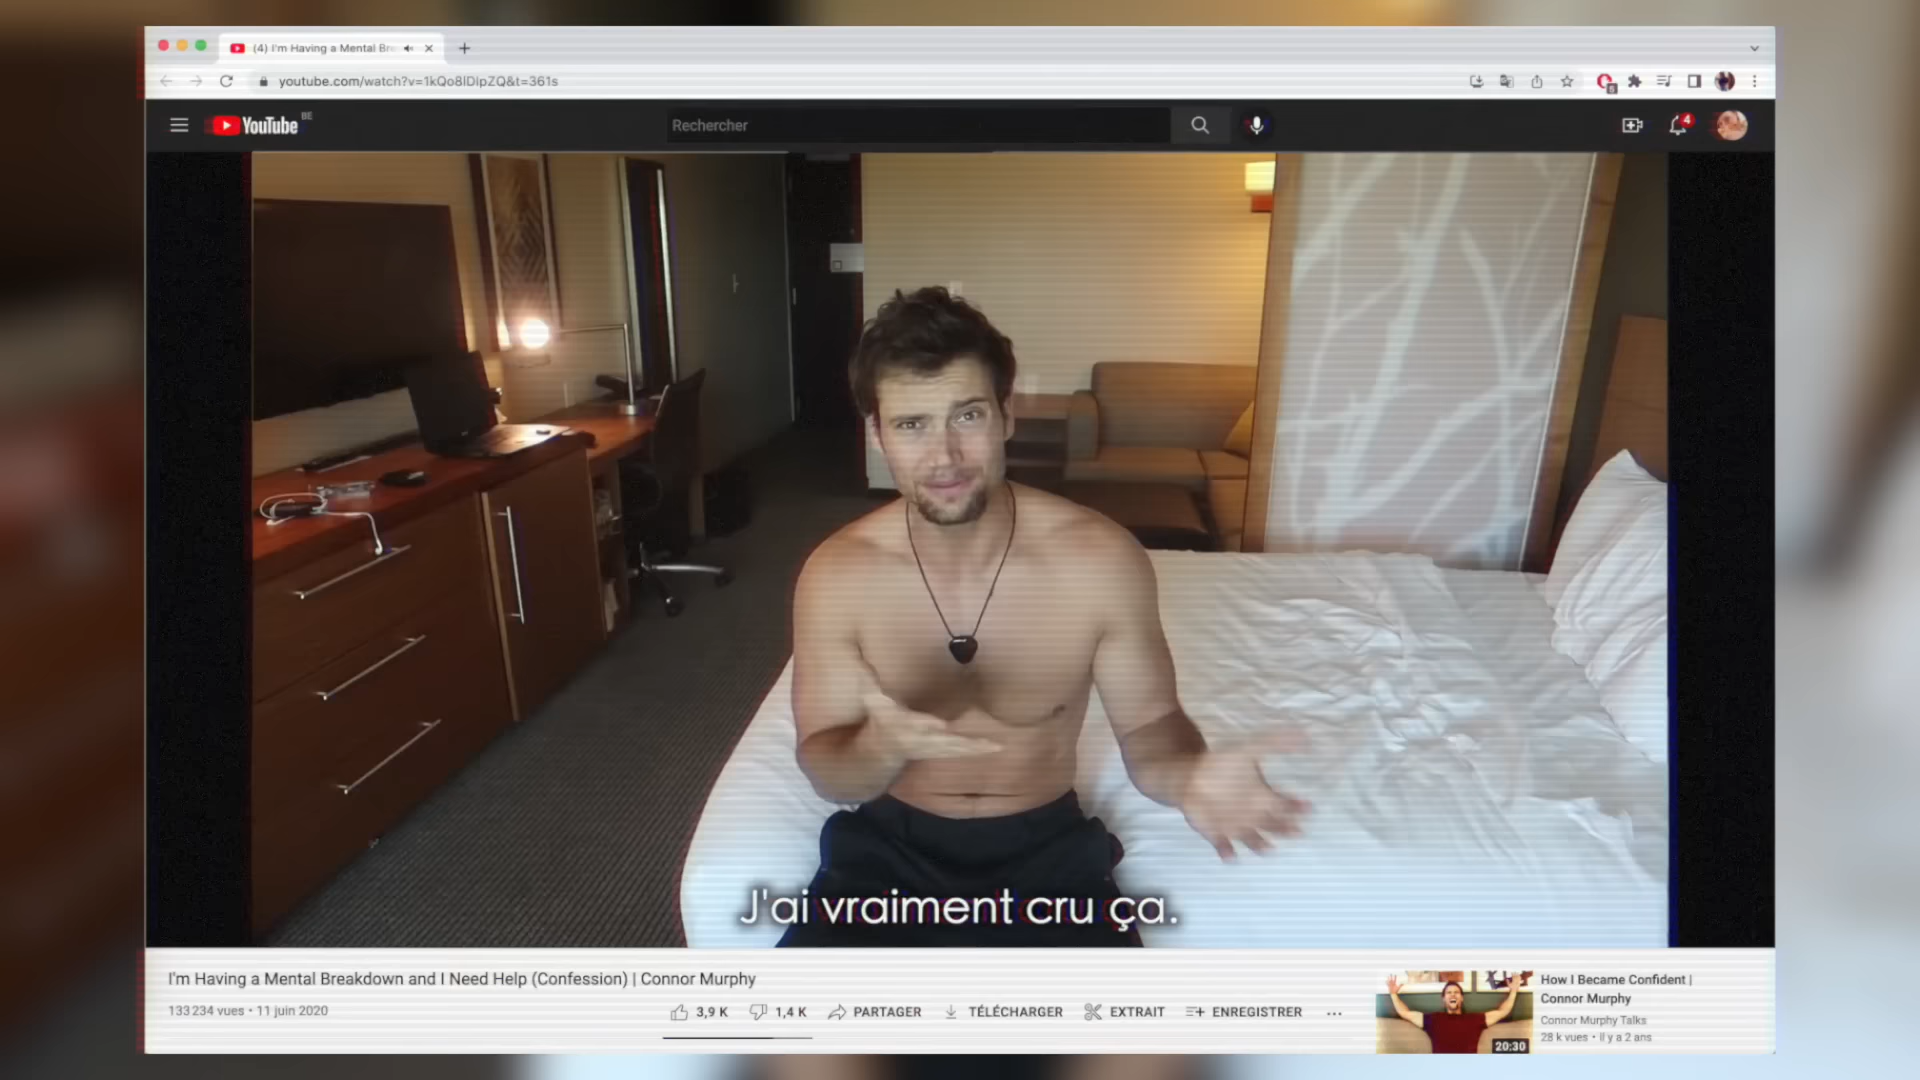 (4) I'm Having a Mental Bre
youtube.com/watch?v=1kQo8lDlpZQ&t=361s
YouTube BE
Rechercher
4
J'ai vraiment cru ça.
I'm Having a Mental Breakdown and I Need Help (Confession) | Connor Murphy
133 234 vues • 11 juin 2020
3,9 K
1,4 K
PARTAGER
TÉLÉCHARGER
EXTRAIT
ENREGISTRER
How I Became Confident |
Connor Murphy
Connor Murphy Talks
28 k vues • il y a 2 ans
20:30